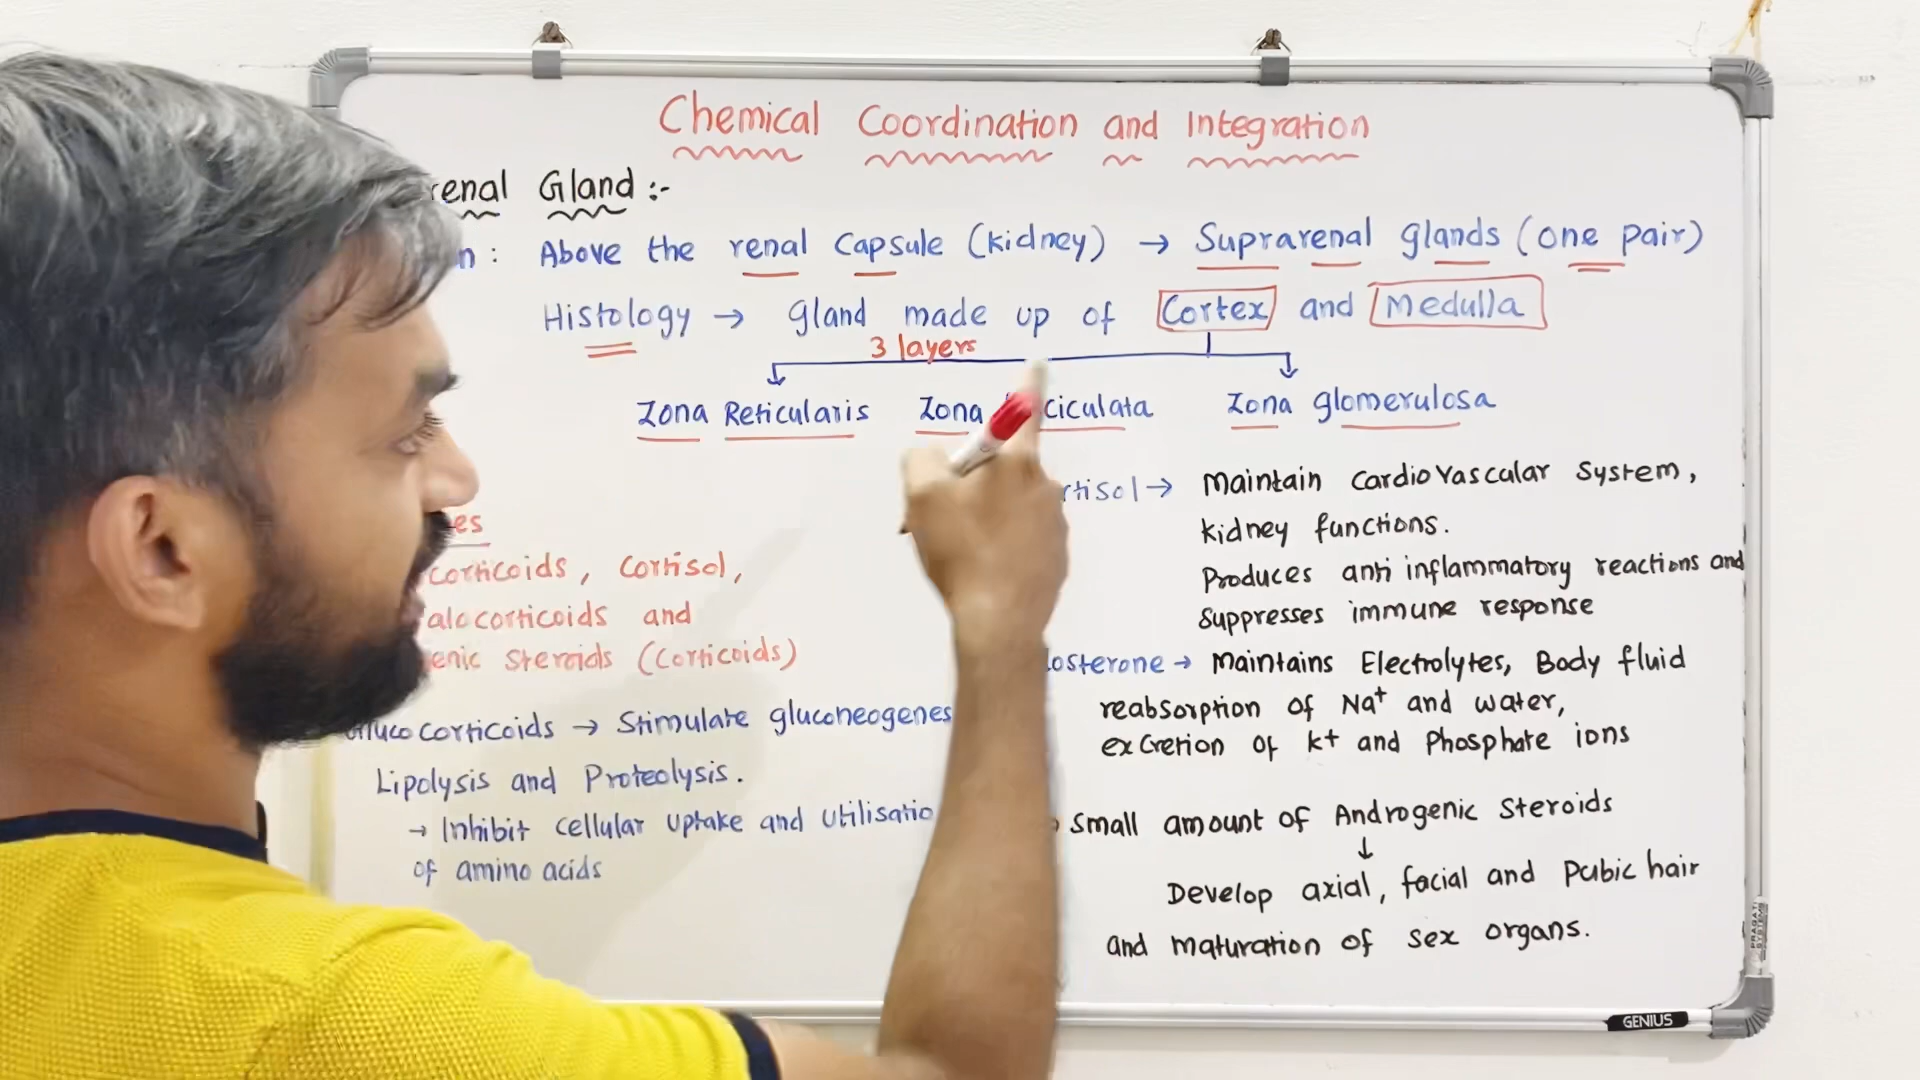 Chemical Coordination and Integration
renal Gland :-
n : Above the renal capsule (kidney) → Suprarenal glands (one pair)
Histology → gland made up of Cortex and Medulla
3 layers
Zona Reticularis Zona ciculata Zona glomerulosa
rtisol → Maintain cardiovascular system,
kidney functions.
Produces anti inflammatory reactions and
suppresses immune response
es
corticoids, Cortisol,
alocorticoids and
enic steroids (Corticoids)
losterone → Maintains Electrolytes, Body fluid
reabsorption of Na+ and water,
excretion of K+ and phosphate ions
Glucocorticoids → Stimulate gluconeogenes
Lipolysis and Proteolysis.
→ Inhibit cellular uptake and utilisatio
of amino acids
Small amount of Androgenic steroids
↓
Develop axial, facial and pubic hair
and maturation of sex organs.
PRAGATI SYSTEMS
GENIUS